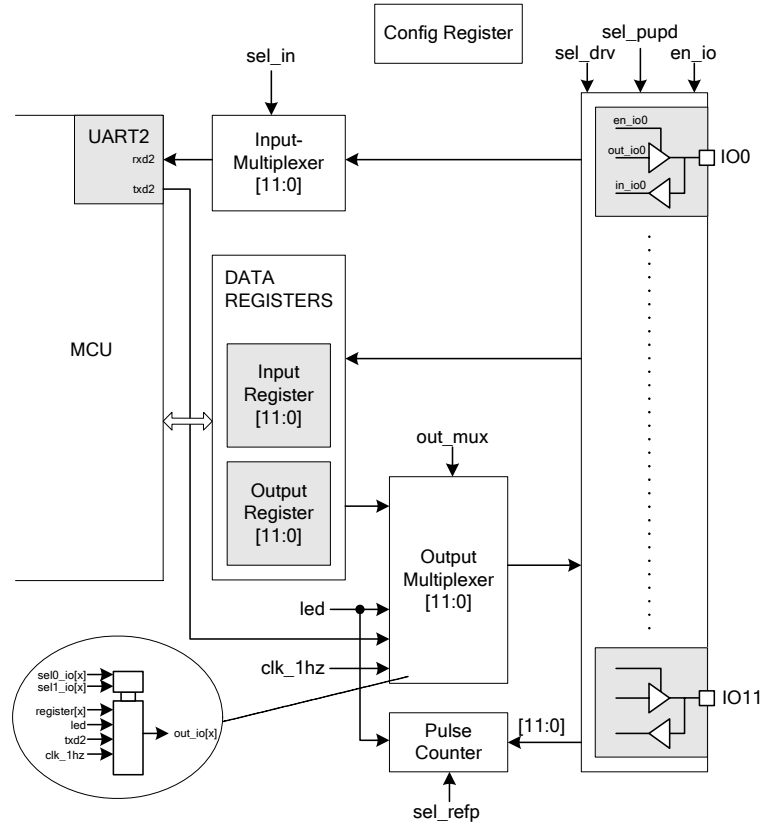 Config Register
sel_in
sel_pupd
sel_drv
en_io
UART2
rxd2
txd2
Input-
Multiplexer
[11:0]
en_io0
out_io0
in_io0
IO0
DATA
REGISTERS
MCU
Input
Register
[11:0]
out_mux
Output
Register
[11:0]
Output
Multiplexer
[11:0]
led
clk_1hz
sel0_io[x]
sel1_io[x]
register[x]
led
txd2
clk_1hz
out_io[x]
IO11
Pulse
Counter
[11:0]
sel_refp